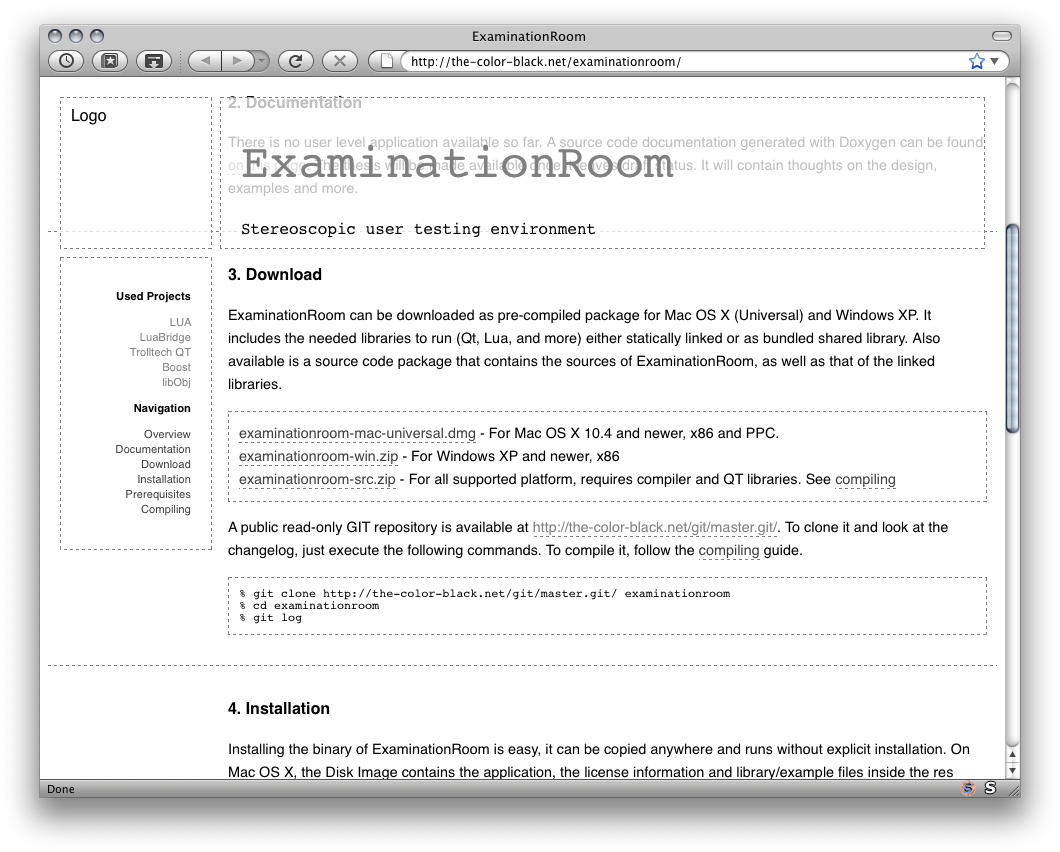 ExaminationRoom
http://the-color-black.net/examinationroom/
Logo
2. Documentation
There is no user level application available so far. A source code documentation generated with Doxygen can be found
on this page. The thesis will be made available once it leaves draft status. It will contain thoughts on the design,
examples and more.
ExaminationRoom
Stereoscopic user testing environment
Used Projects
LUA
LuaBridge
Trolltech QT
Boost
libObj
Navigation
Overview
Documentation
Download
Installation
Prerequisites
Compiling
3. Download
ExaminationRoom can be downloaded as pre-compiled package for Mac OS X (Universal) and Windows XP. It
includes the needed libraries to run (Qt, Lua, and more) either statically linked or as bundled shared library. Also
available is a source code package that contains the sources of ExaminationRoom, as well as that of the linked
libraries.
examinationroom-mac-universal.dmg - For Mac OS X 10.4 and newer, x86 and PPC.
examinationroom-win.zip - For Windows XP and newer, x86
examinationroom-src.zip - For all supported platform, requires compiler and QT libraries. See compiling
A public read-only GIT repository is available at http://the-color-black.net/git/master.git/. To clone it and look at the
changelog, just execute the following commands. To compile it, follow the compiling guide.
% git clone http://the-color-black.net/git/master.git/ examinationroom
% cd examinationroom
% git log
4. Installation
Installing the binary of ExaminationRoom is easy, it can be copied anywhere and runs without explicit installation. On
Mac OS X, the Disk Image contains the application, the license information and library/example files inside the res
Done